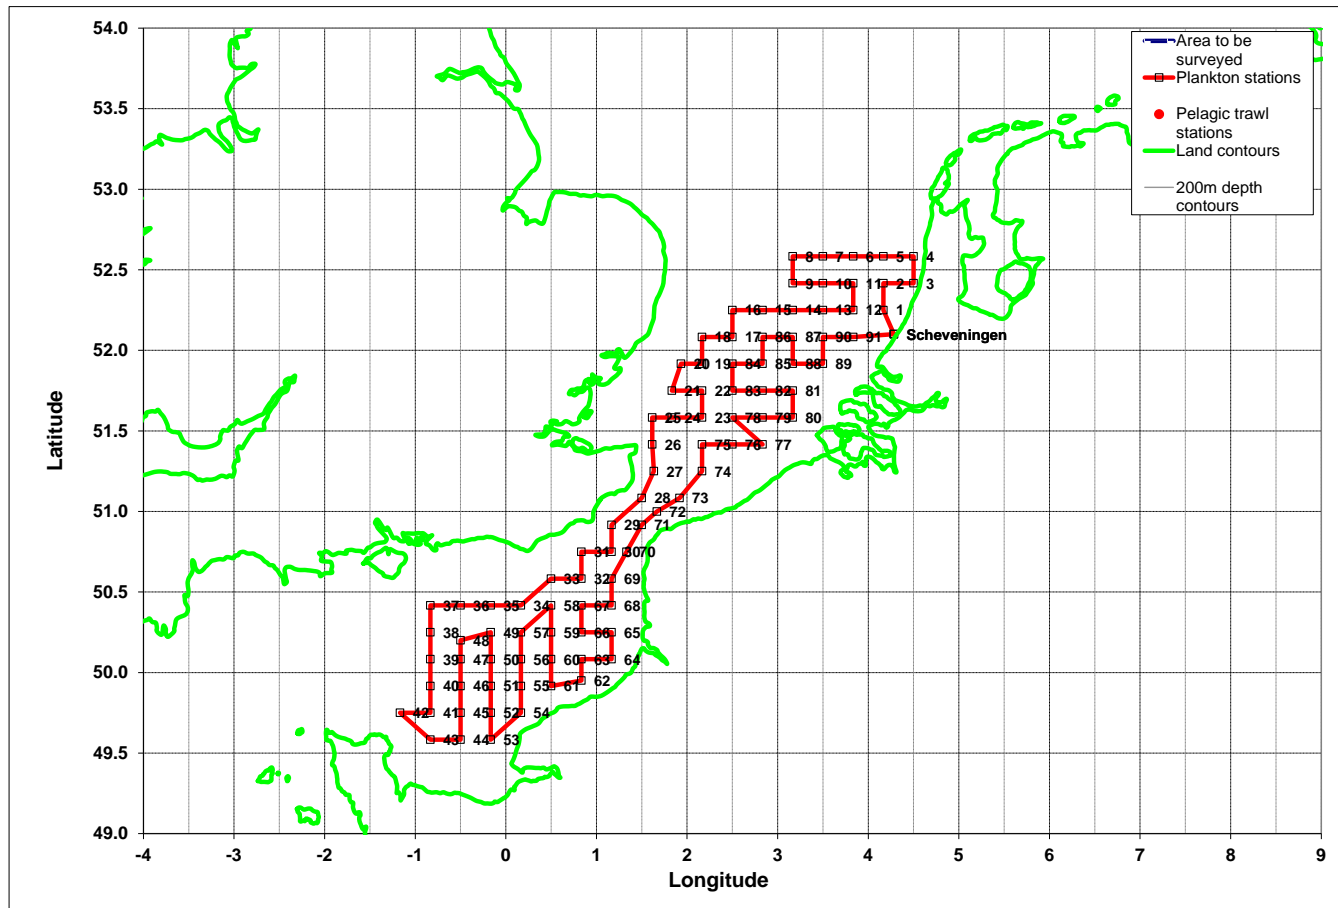 54.0
53.5
53.0
52.5
52.0
51.5
51.0
50.5
50.0
49.5
49.0
Latitude
-4 -3 -2 -1 0 1 2 3 4 5 6 7 8 9
Longitude
Area to be
surveyed
Plankton stations
Pelagic trawl
stations
Land contours
200m depth
contours
8 7 6 5 4
9 10 11 2 3
16 15 14 13 12 1
18 17 86 87 90 91 Scheveningen
20 19 84 85 88 89
21 22 83 82 81
25 24 23 78 79 80
26 75 76 77
27 74
28 73
72
29 71
31 30 70
33 32 69
37 36 35 34 58 67 68
38 49 57 59 66 65
48
39 47 50 56 60 63 64
62
40 46 51 55 61
42 41 45 52 54
43 44 53